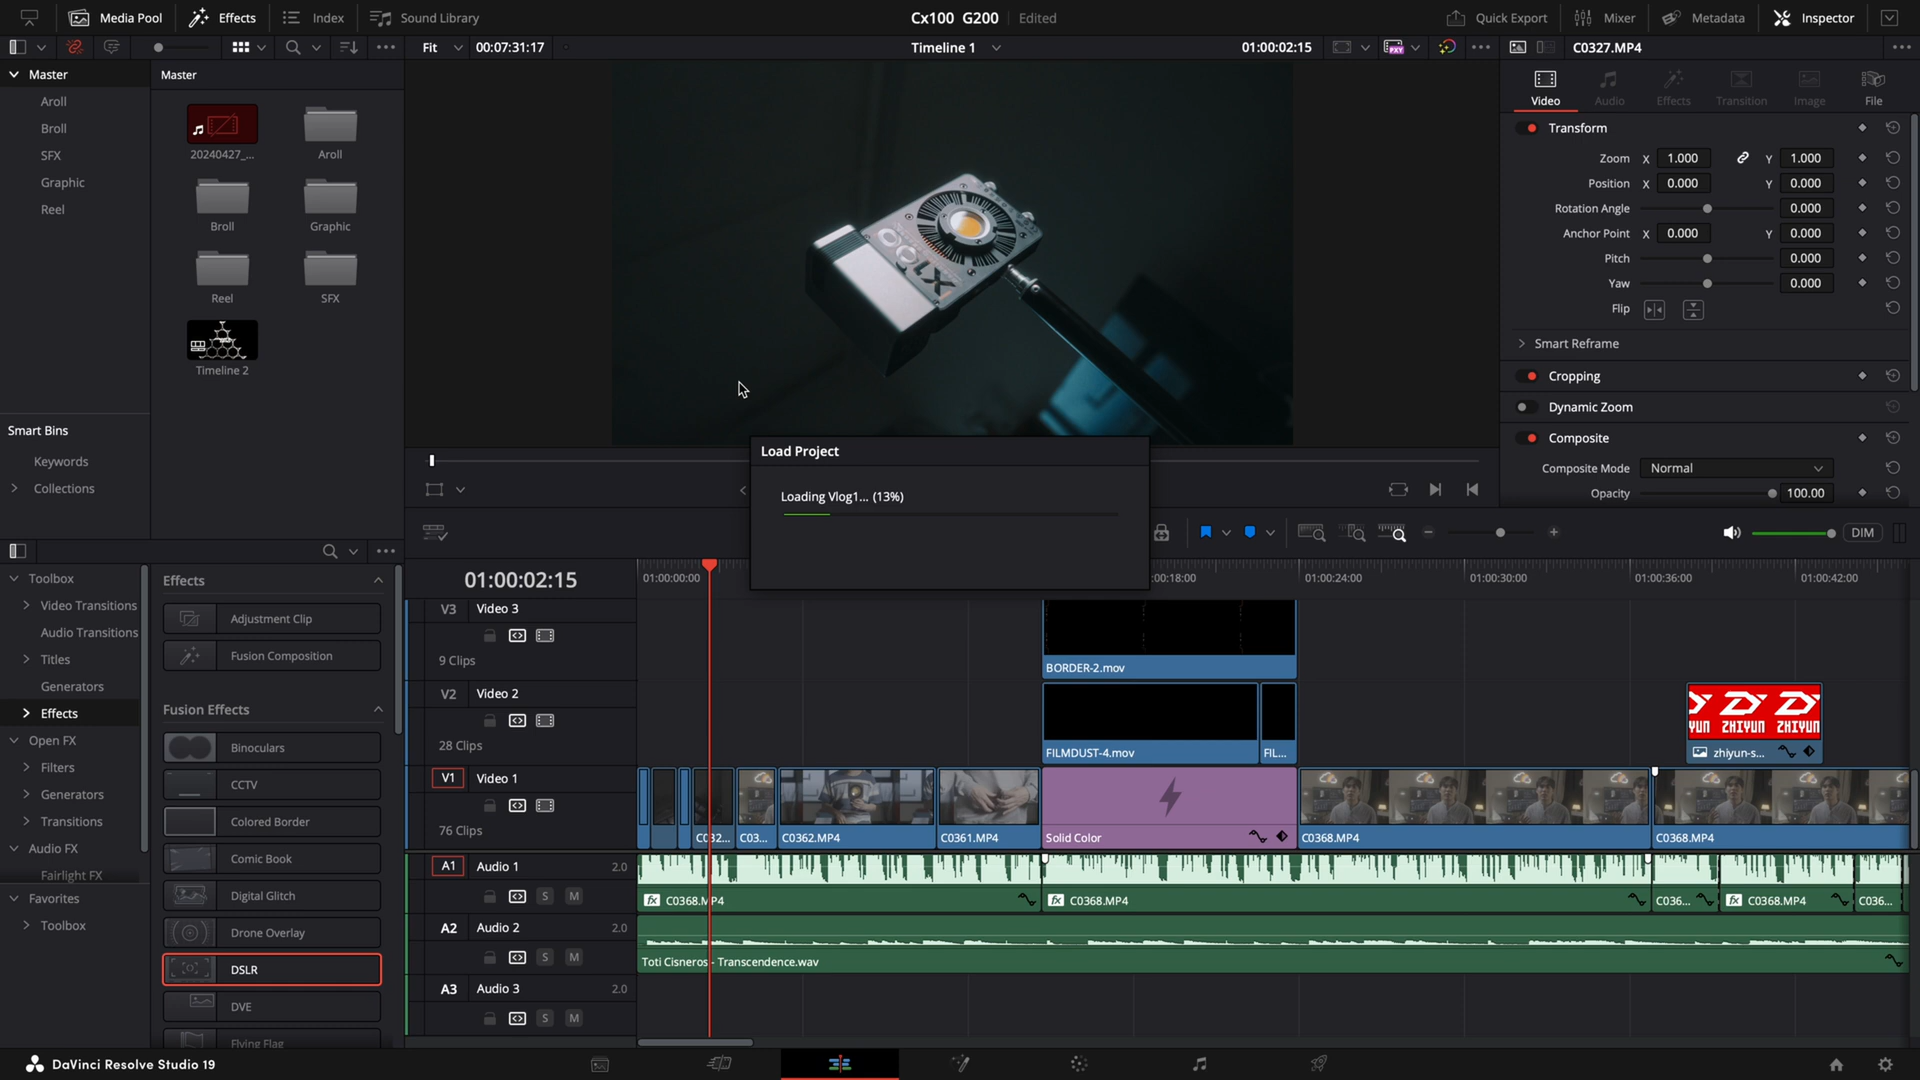 Media Pool
Effects
Index
Sound Library
Cx100 G200
Edited
Quick Export
Mixer
Metadata
Inspector
Fit
00:07:31:17
Timeline 1
01:00:02:15
PXY
C0327.MP4
Master
Aroll
Broll
SFX
Graphic
Reel
Master
20240427_...
Aroll
Broll
Graphic
Reel
SFX
Timeline 2
Smart Bins
Keywords
Collections
Video
Audio
Effects
Transition
Image
File
Transform
Zoom X 1.000 Y 1.000
Position X 0.000 Y 0.000
Rotation Angle 0.000
Anchor Point X 0.000 Y 0.000
Pitch 0.000
Yaw 0.000
Flip
Smart Reframe
Cropping
Dynamic Zoom
Composite
Composite Mode Normal
Opacity 100.00
X100
Load Project
Loading Vlog1... (13%)
DIM
Toolbox
Video Transitions
Audio Transitions
Titles
Generators
Effects
Open FX
Filters
Generators
Transitions
Audio FX
Fairlight FX
Favorites
Toolbox
Effects
Adjustment Clip
Fusion Composition
Fusion Effects
Binoculars
CCTV
Colored Border
Comic Book
Digital Glitch
Drone Overlay
DSLR
DVE
Flying Flag
01:00:02:15
01:00:00:00
:00:18:00
01:00:24:00
01:00:30:00
01:00:36:00
01:00:42:00
V3 Video 3
9 Clips
BORDER-2.mov
V2 Video 2
28 Clips
FILMDUST-4.mov
FIL...
YUN ZHIYUN ZHIYUN
zhiyun-s...
V1 Video 1
76 Clips
C032...
C03...
C0362.MP4
C0361.MP4
Solid Color
C0368.MP4
C0368.MP4
A1 Audio 1 2.0
S M
fx C0368.MP4
fx C0368.MP4
C036...
fx C0368.MP4
C036...
A2 Audio 2 2.0
S M
Toti Cisneros - Transcendence.wav
A3 Audio 3 2.0
S M
DaVinci Resolve Studio 19